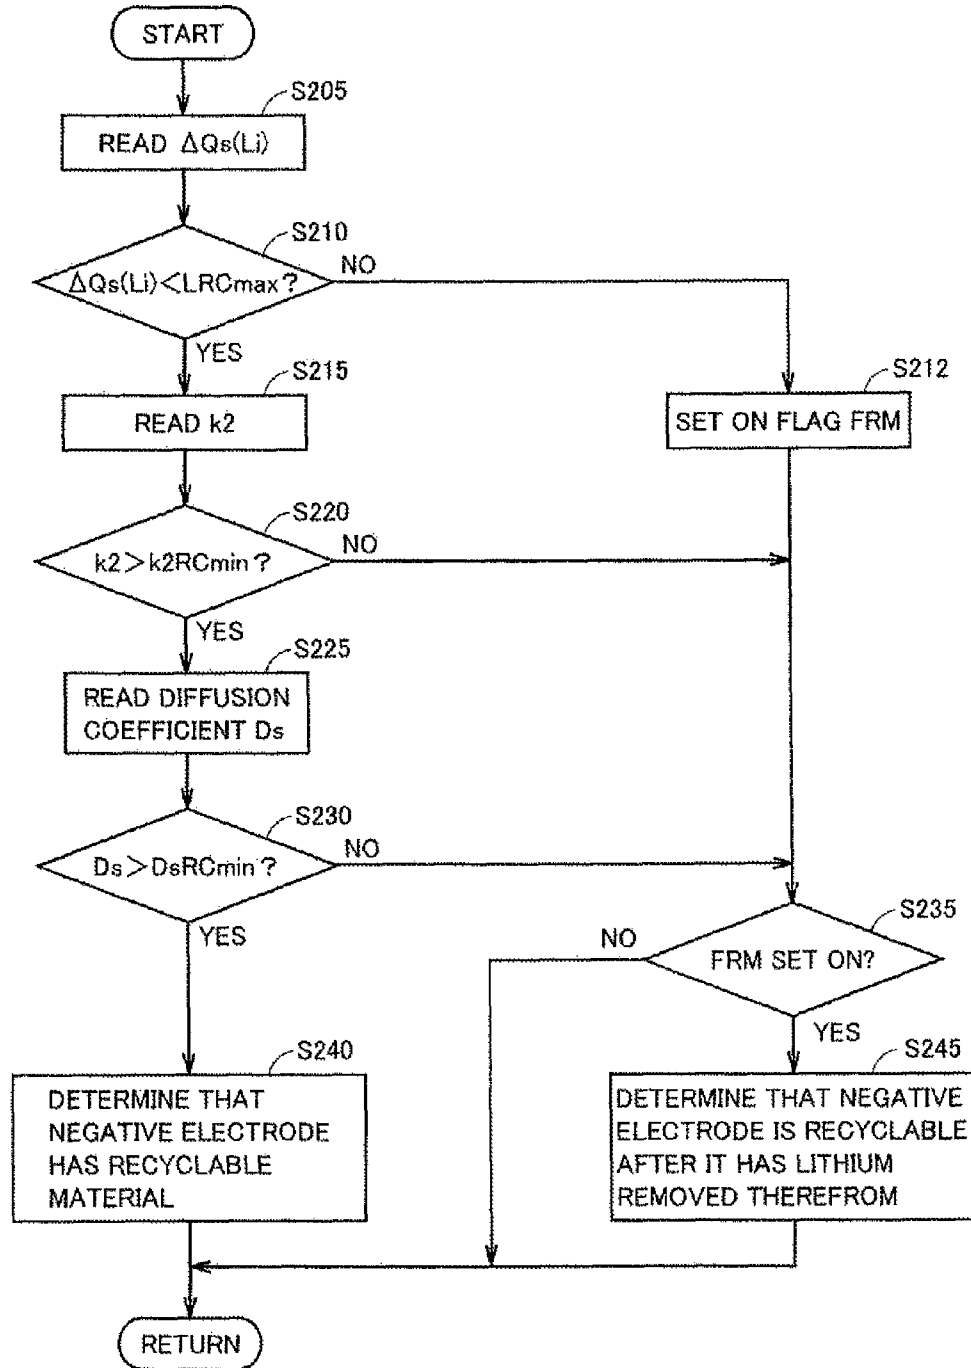 START
S205
READ ΔQs(Li)
S210
ΔQs(Li)<LRCmax?
NO
YES
S215
READ k2
S212
SET ON FLAG FRM
S220
k2>k2RCmin?
NO
YES
S225
READ DIFFUSION
COEFFICIENT Ds
S230
Ds>DsRCmin?
NO
YES
S235
FRM SET ON?
NO
YES
S240
DETERMINE THAT
NEGATIVE ELECTRODE
HAS RECYCLABLE
MATERIAL
S245
DETERMINE THAT NEGATIVE
ELECTRODE IS RECYCLABLE
AFTER IT HAS LITHIUM
REMOVED THEREFROM
RETURN